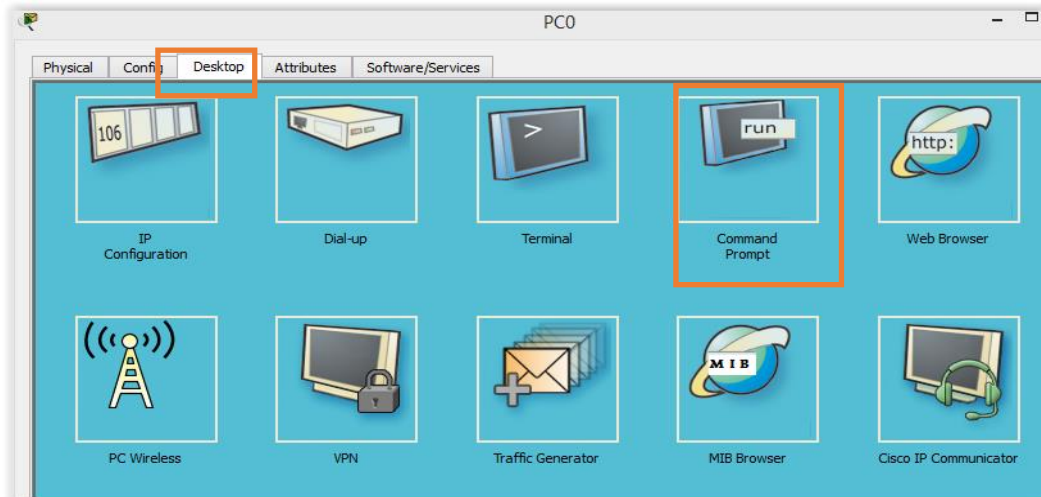 PC0
Physical Config Desktop Attributes Software/Services
106
>
run
http:
IP
Configuration
Dial-up
Terminal
Command
Prompt
Web Browser
MIB
PC Wireless
VPN
Traffic Generator
MIB Browser
Cisco IP Communicator